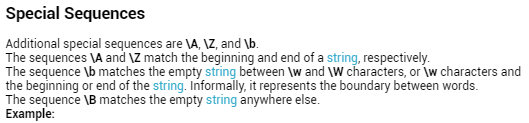 Special Sequences
Additional special sequences are \A, \Z, and \b.
The sequences \A and \Z match the beginning and end of a string, respectively.
The sequence \b matches the empty string between \w and \W characters, or \w characters and
the beginning or end of the string. Informally, it represents the boundary between words.
The sequence \B matches the empty string anywhere else.
Example: